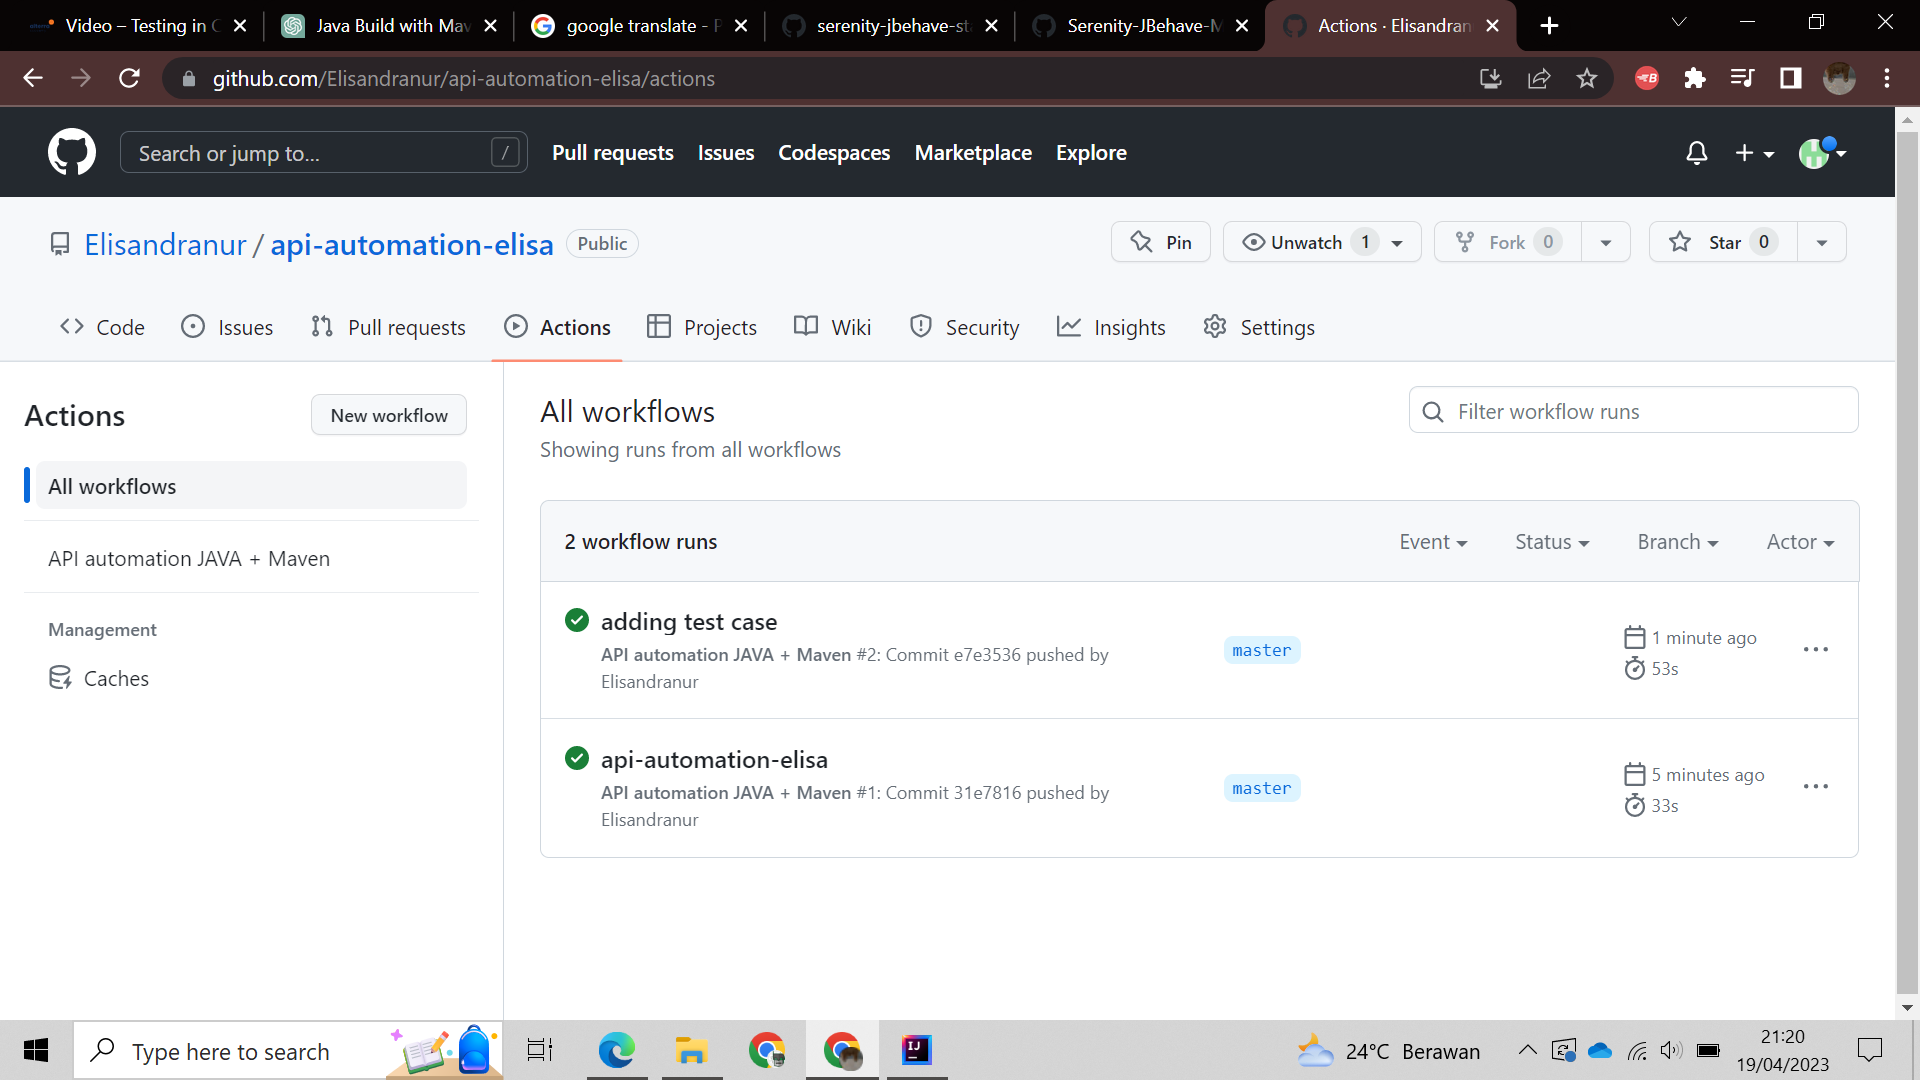 Video – Testing in C
Java Build with Mav
google translate - P
serenity-jbehave-sta
Serenity-JBehave-M
Actions · Elisandran
github.com/Elisandranur/api-automation-elisa/actions
Search or jump to...
/
Pull requests
Issues
Codespaces
Marketplace
Explore
Elisandranur / api-automation-elisa
Public
Pin
Unwatch 1
Fork 0
Star 0
Code
Issues
Pull requests
Actions
Projects
Wiki
Security
Insights
Settings
Actions
New workflow
All workflows
API automation JAVA + Maven
Management
Caches
All workflows
Showing runs from all workflows
Filter workflow runs
2 workflow runs
Event
Status
Branch
Actor
adding test case
API automation JAVA + Maven #2: Commit e7e3536 pushed by
Elisandranur
master
1 minute ago
53s
api-automation-elisa
API automation JAVA + Maven #1: Commit 31e7816 pushed by
Elisandranur
master
5 minutes ago
33s
Type here to search
24°C Berawan
21:20
19/04/2023